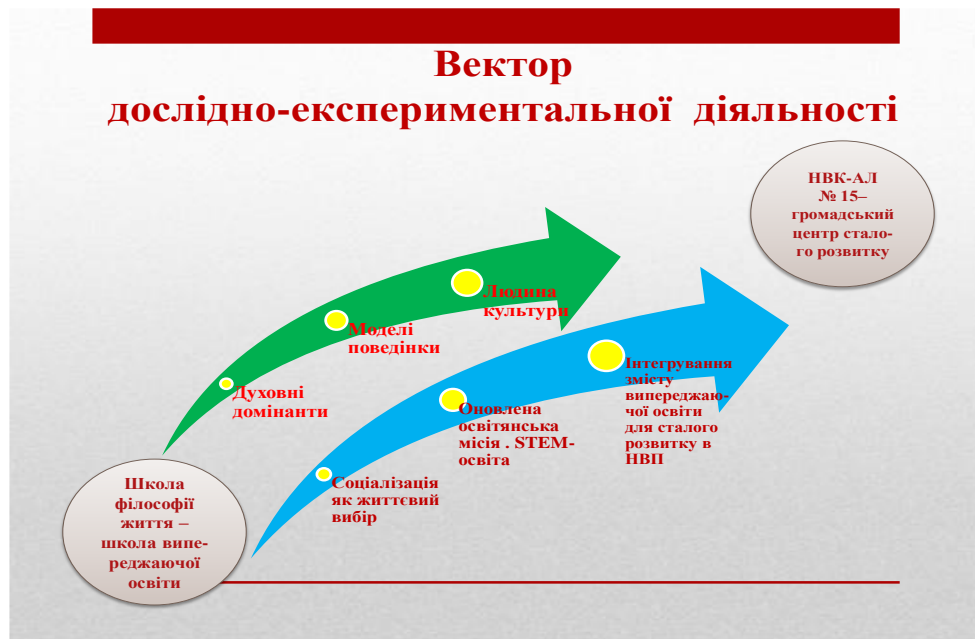 Вектор
дослідно-експериментальної діяльності
НВК-АЛ
№ 15–
громадський
центр стало-
го розвитку
Людина
культури
Моделі
поведінки
Духовні
домінанти
Інтегрування
змісту
випереджаю-
чої освіти
для сталого
розвитку в
НВП
Оновлена
освітянська
місія . STEM-
освіта
Соціалізація
як життєвий
вибір
Школа
філософії
життя –
школа випе-
реджаючої
освіти